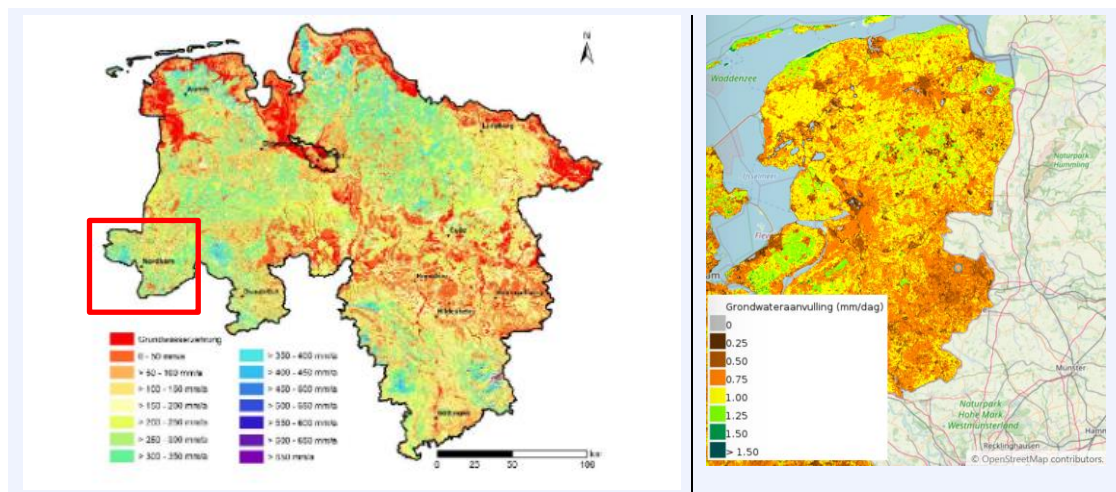 N
Aurich
Lüneburg
Celle
Nordhorn
Osnabrück
Hannover
Hildesheim
Göttingen
Grundwasserzehrung
0 - 50 mm/a
> 50 - 100 mm/a
> 100 - 150 mm/a
> 150 - 200 mm/a
> 200 - 250 mm/a
> 250 - 300 mm/a
> 300 - 350 mm/a
> 350 - 400 mm/a
> 400 - 450 mm/a
> 450 - 500 mm/a
> 500 - 550 mm/a
> 550 - 600 mm/a
> 600 - 650 mm/a
> 650 mm/a
km
0 25 50 100
Waddenzee
IJsselmeer
Flev
am
Naturpark
Hümmling
Münster
Naturpark
Hohe Mark
- Westmünsterland
Recklinghausen
Ham
Grondwateraanvulling (mm/dag)
0
0.25
0.50
0.75
1.00
1.25
1.50
> 1.50
© OpenStreetMap contributors.